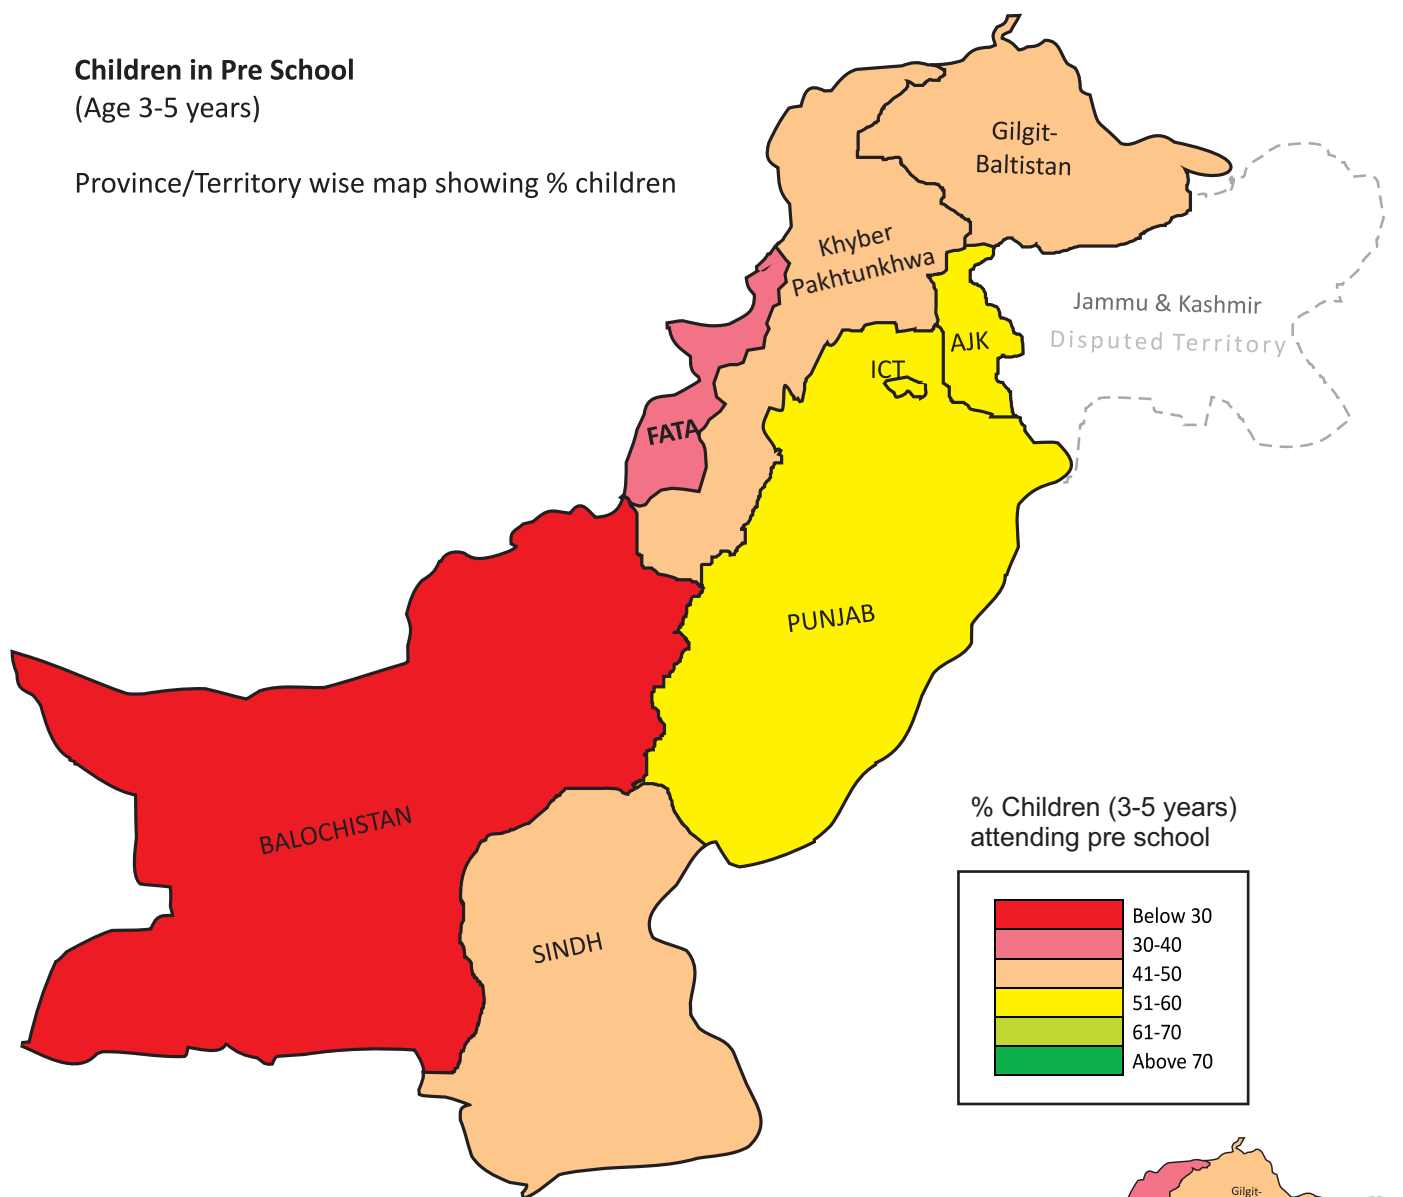 Children in Pre School
(Age 3-5 years)
Province/Territory wise map showing % children
Gilgit-
Baltistan
Khyber
Pakhtunkhwa
Jammu & Kashmir
Disputed Territory
AJK
ICT
FATA
PUNJAB
BALOCHISTAN
SINDH
% Children (3-5 years)
attending pre school
Below 30
30-40
41-50
51-60
61-70
Above 70
Gilgit-